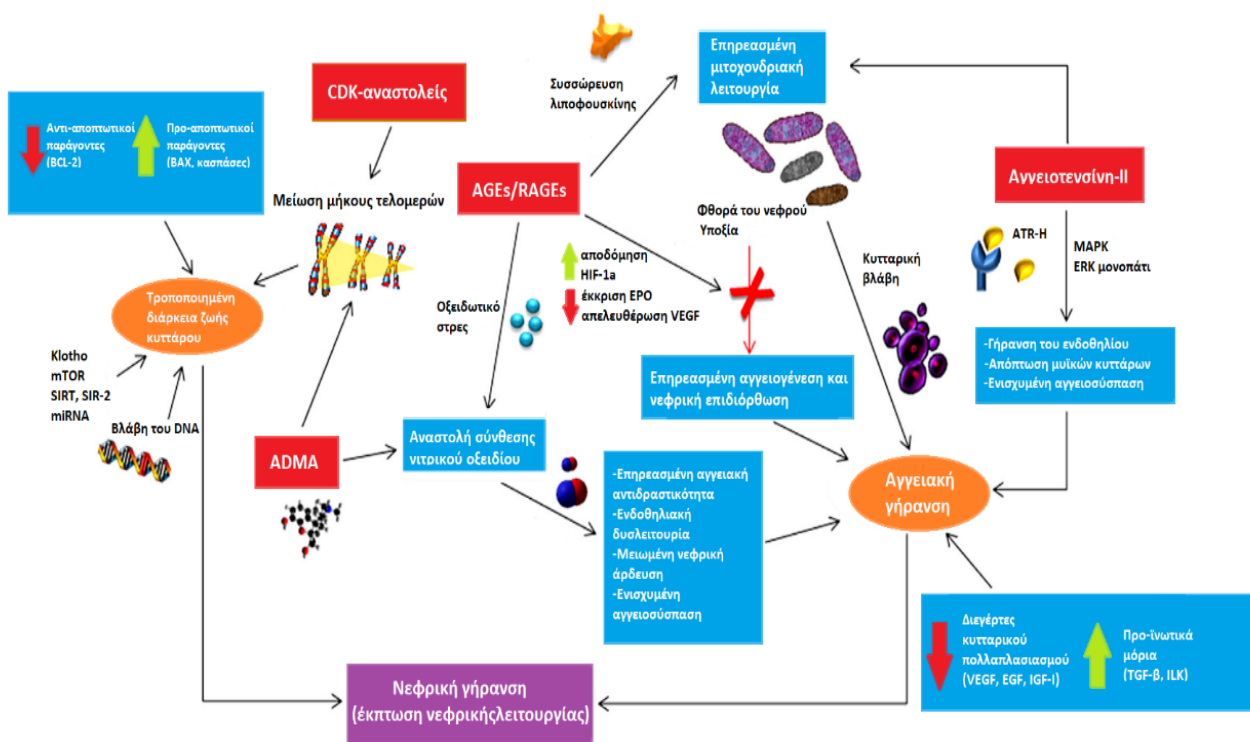 Αντι-αποπτωτικοί
παράγοντες
(BCL-2)
Προ-αποπτωτικοί
παράγοντες
(BAX, κασπάσες)
CDK-αναστολείς
Μείωση μήκους τελομερών
Τροποποιημένη
διάρκεια ζωής
κυττάρου
Klotho
mTOR
SIRT, SIR-2
miRNA
Βλάβη του DNA
ADMA
Συσσώρευση
λιποφουσκίνης
AGEs/RAGEs
Οξειδωτικό
στρες
αποδόμηση
HIF-1a
έκκριση EPO
απελευθέρωση VEGF
Αναστολή σύνθεσης
νιτρικού οξειδίου
Επηρεασμένη
μιτοχονδριακή
λειτουργία
Φθορά του νεφρού
Υποξία
Κυτταρική
βλάβη
Επηρεασμένη αγγειογένεση και
νεφρική επιδιόρθωση
-Επηρεασμένη αγγειακή
αντιδραστικότητα
-Ενδοθηλιακή
δυσλειτουρία
-Μειωμένη νεφρική
άρδευση
-Ενισχυμένη
αγγειοσύσπαση
Αγγειοτενσίνη-II
ATR-H
MAPK
ERK μονοπάτι
-Γήρανση του ενδοθηλίου
-Απόπτωση μυϊκών κυττάρων
-Ενισχυμένη αγγειοσύσπαση
Αγγειακή
γήρανση
Διεγέρτες
κυτταρικού
πολλαπλασιασμού
(VEGF, EGF, IGF-I)
Προ-ϊνωτικά
μόρια
(TGF-β, ILK)
Νεφρική γήρανση
(έκπτωση νεφρικήςλειτουργίας)